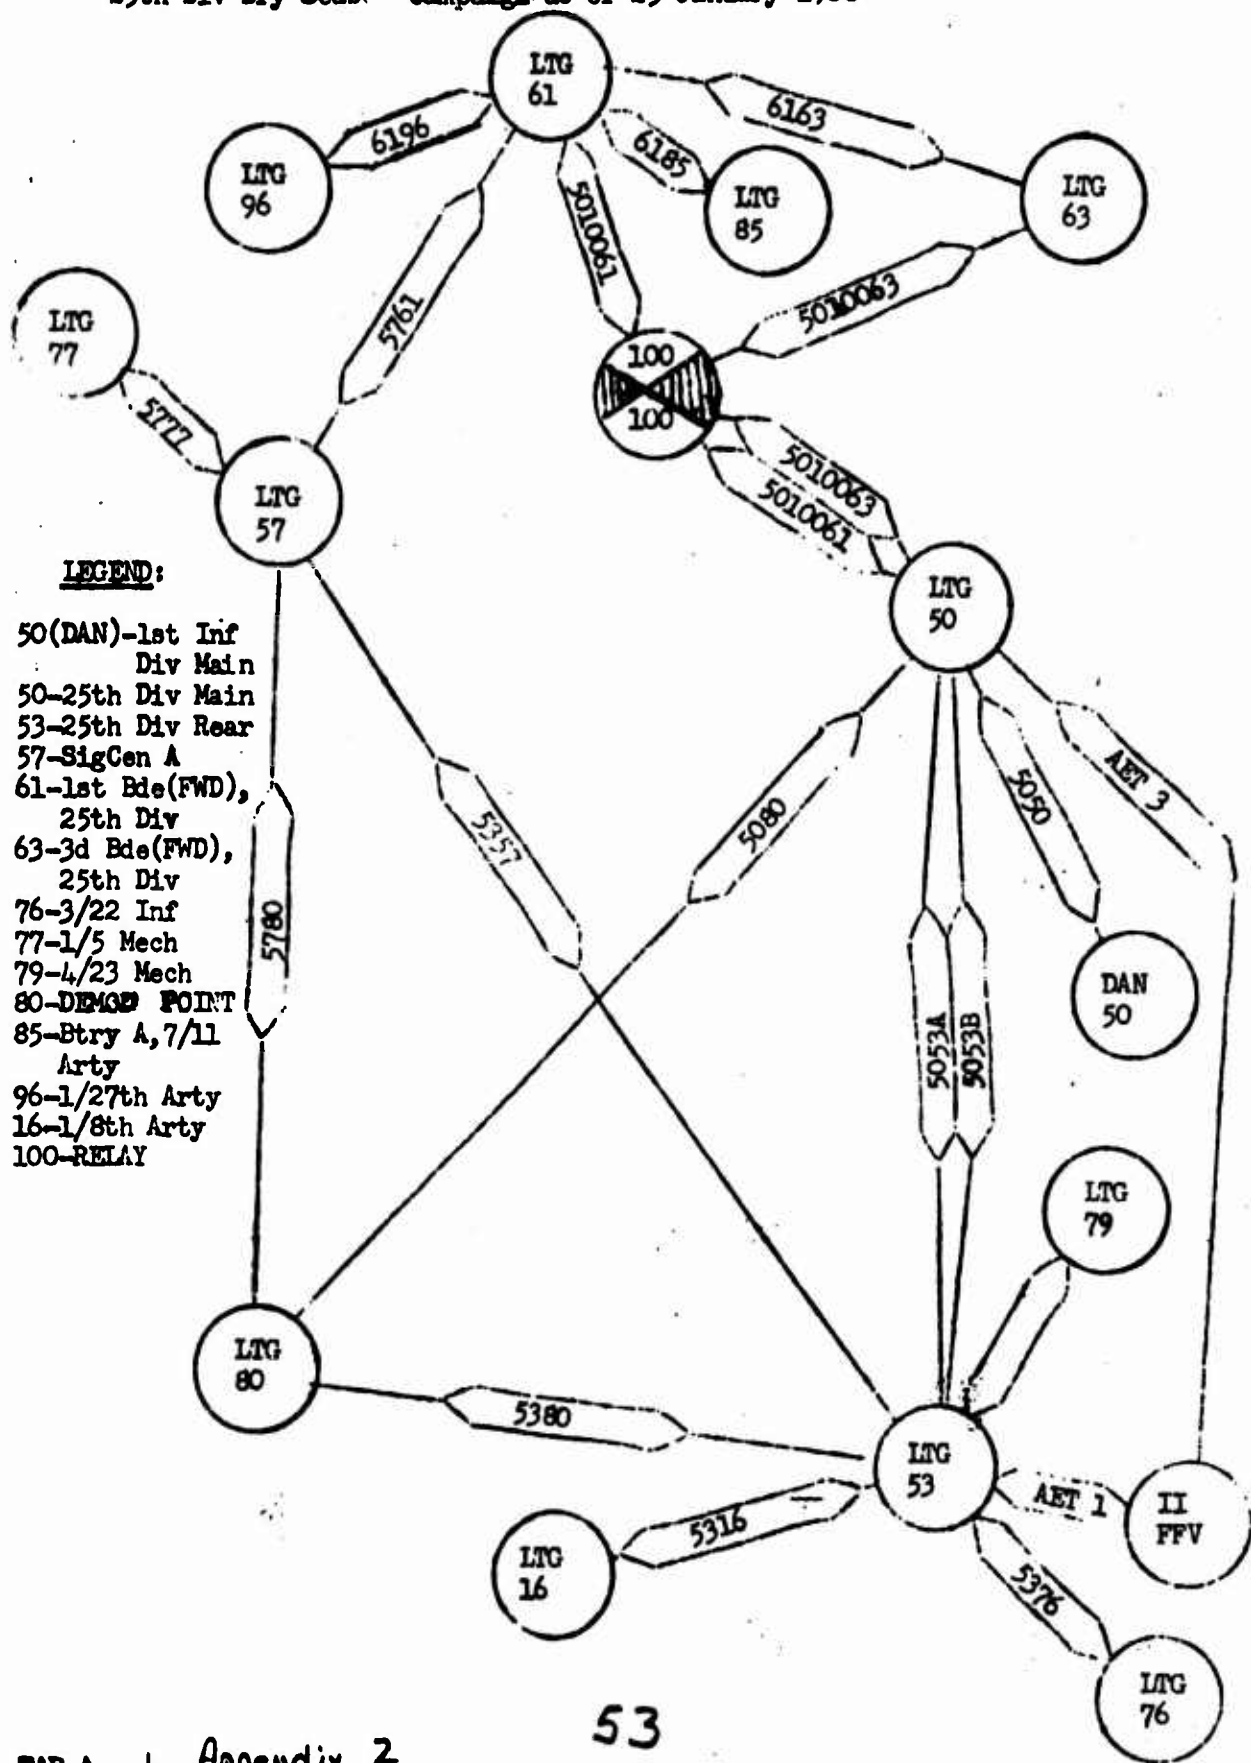 LTG
61
6196
6185
6163
LTG
96
LTG
85
LTG
63
5010061
5761
5010063
LTG
77
100
100
5777
LTG
57
5010063
5010061
LTG
50
LEGEND:
50(DAN)-1st Inf
Div Main
50-25th Div Main
53-25th Div Rear
57-SigCen A
61-1st Bde(FWD),
25th Div
63-3d Bde(FWD),
25th Div
76-3/22 Inf
77-1/5 Mech
79-4/23 Mech
80-DEMOD POINT
85-Btry A,7/11
Arty
96-1/27th Arty
16-1/8th Arty
100-RELAY
5780
5357
5080
5050
AET 3
5053A
5053B
DAN
50
LTG
79
LTG
80
5380
LTG
53
AET 1
II
FFV
5316
LTG
16
5376
LTG
76
53
Appendix 2